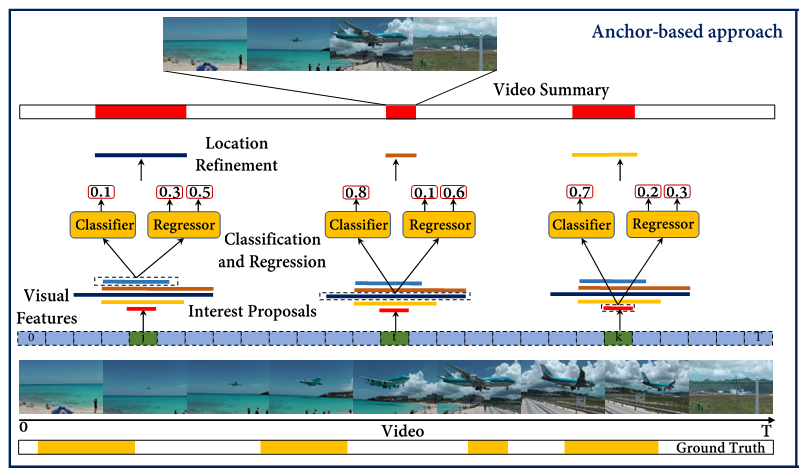 Anchor-based approach
Video Summary
Location
Refinement
0.1 0.3 0.5 0.8 0.1 0.6 0.7 0.2 0.3
Classifier Regressor Classifier Regressor Classifier Regressor
Classification
and Regression
Visual
Features
Interest Proposals
0 j t k T
0 Video T
Ground Truth